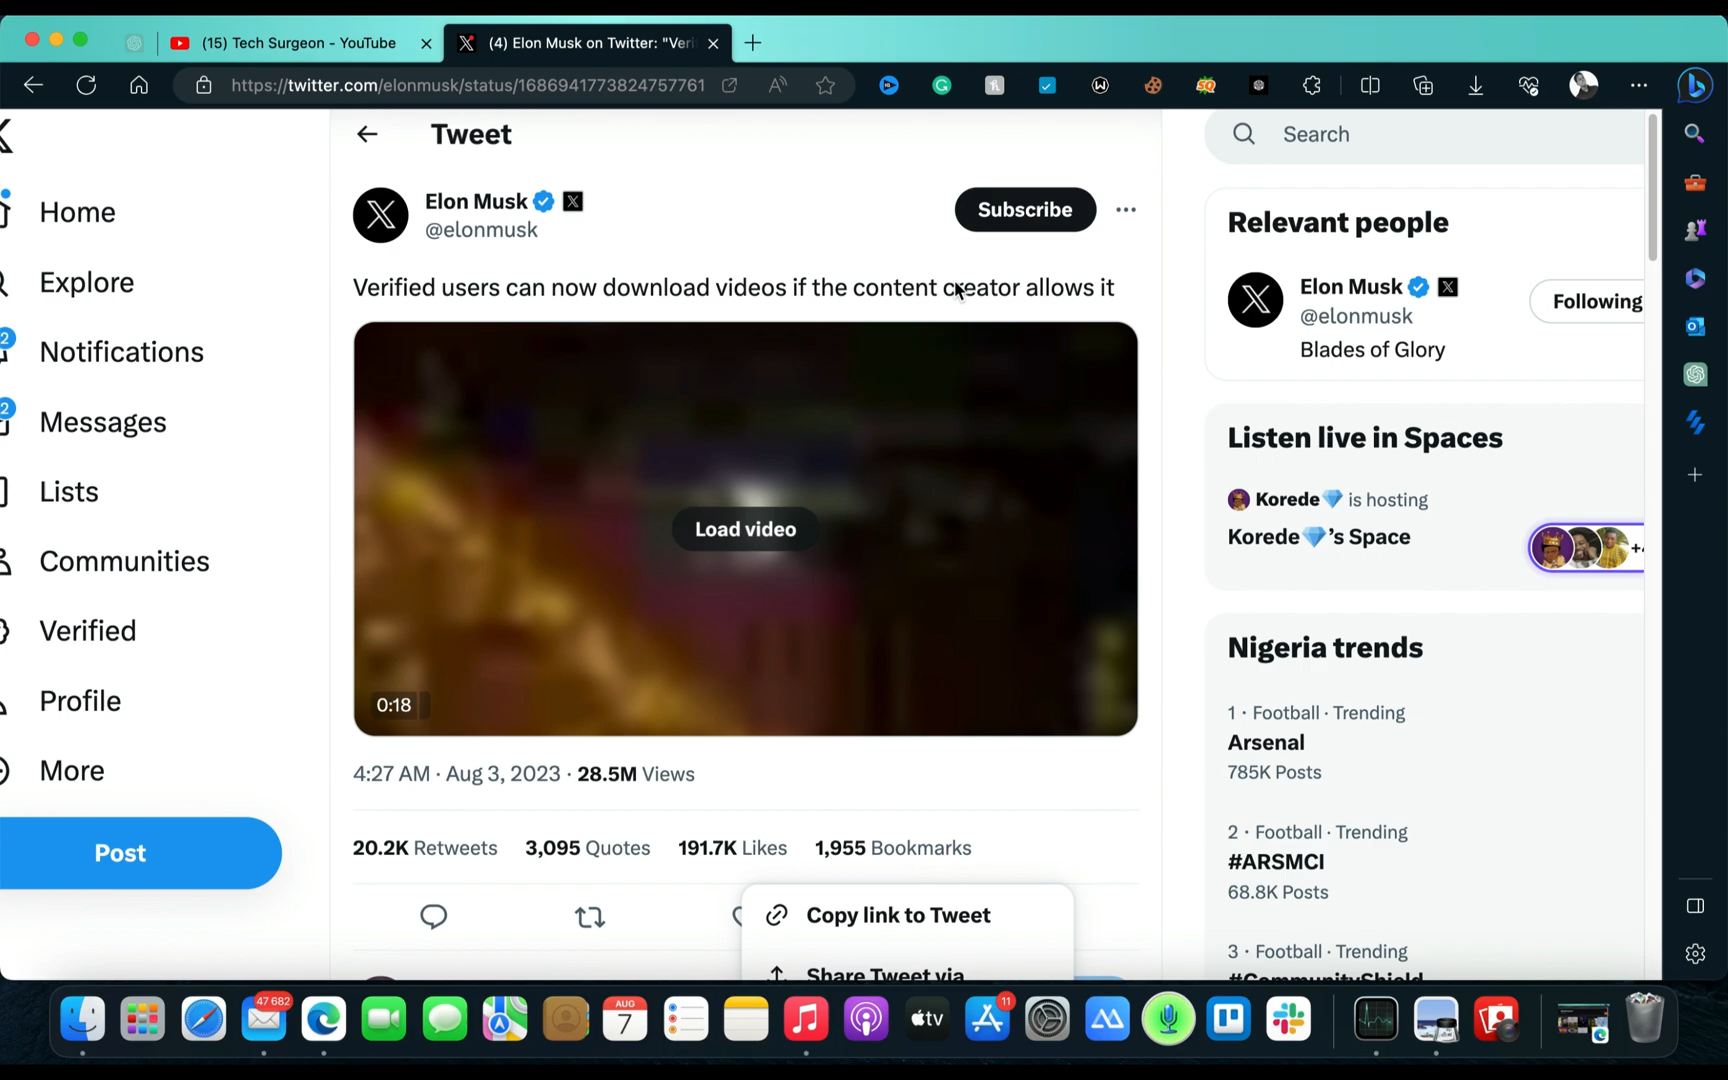 (15) Tech Surgeon - YouTube
(4) Elon Musk on Twitter: "Veri
https://twitter.com/elonmusk/status/1686941773824757761
Tweet
Search
Elon Musk
@elonmusk
Subscribe
Verified users can now download videos if the content creator allows it
Load video
0:18
4:27 AM · Aug 3, 2023 · 28.5M Views
20.2K Retweets 3,095 Quotes 191.7K Likes 1,955 Bookmarks
Copy link to Tweet
Share Tweet via
Home
Explore
2
Notifications
2
Messages
Lists
Communities
Verified
Profile
More
Post
Relevant people
Elon Musk
@elonmusk
Following
Blades of Glory
Listen live in Spaces
Korede💎 is hosting
Korede💎's Space
+4
Nigeria trends
1 · Football · Trending
Arsenal
785K Posts
2 · Football · Trending
#ARSMCI
68.8K Posts
3 · Football · Trending
#CommunityShield
47 682
AUG
7
tv
11